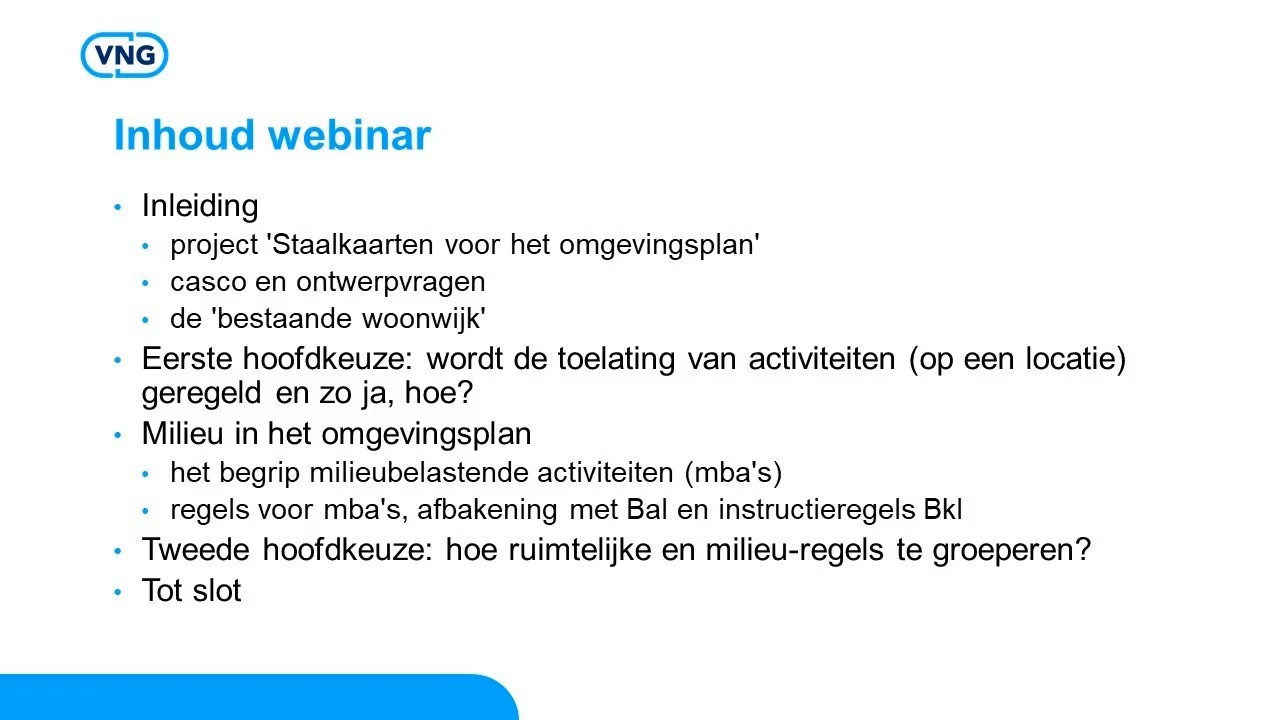 VNG
Inhoud webinar
• Inleiding
• project 'Staalkaarten voor het omgevingsplan'
• casco en ontwerpvragen
• de 'bestaande woonwijk'
• Eerste hoofdkeuze: wordt de toelating van activiteiten (op een locatie)
geregeld en zo ja, hoe?
• Milieu in het omgevingsplan
• het begrip milieubelastende activiteiten (mba's)
• regels voor mba's, afbakening met Bal en instructieregels Bkl
• Tweede hoofdkeuze: hoe ruimtelijke en milieu-regels te groeperen?
• Tot slot